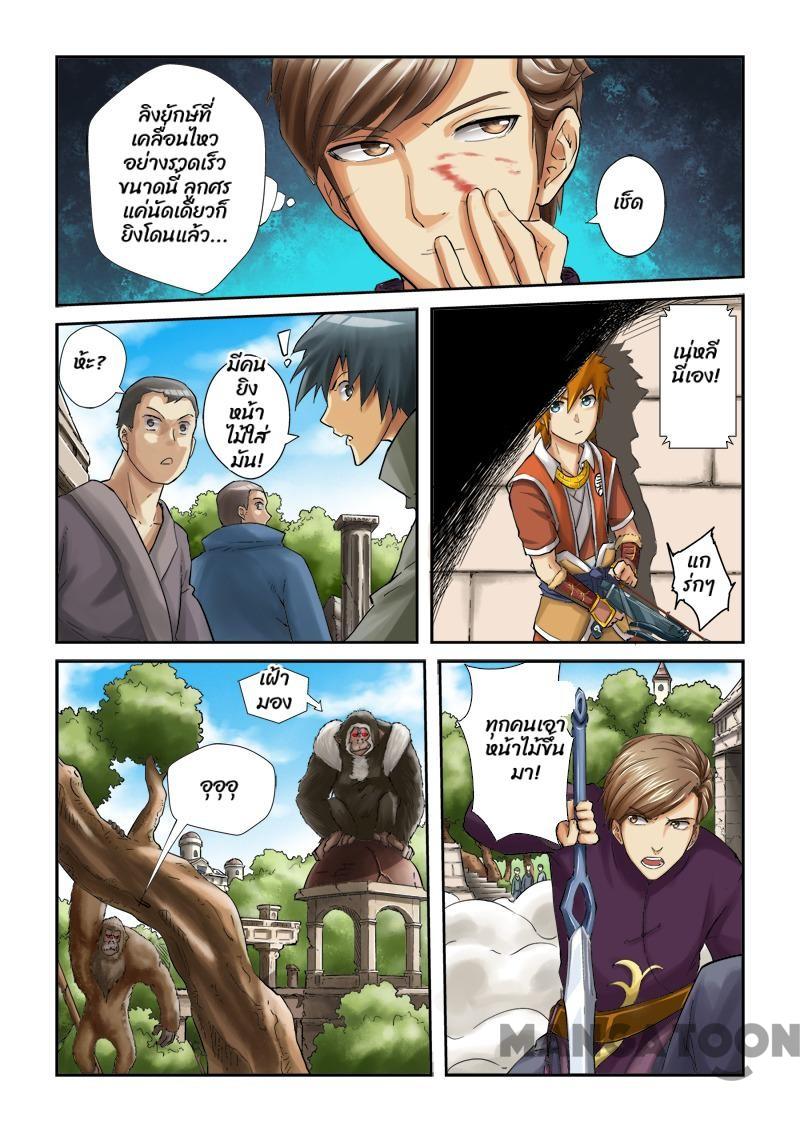 ลิงยักษ์ที่
เคลื่อนไหว
อย่างรวดเร็ว
ขนาดนี้ ลูกศร
แค่นัดเดียวก็
ยิงโดนแล้ว...
เช็ด
ห้ะ?
!
มีคน
ยิง
หน้า
ไม้ใส่
มัน!
เน่หลี
นี่เอง!
แก
ร่กๆ
เฝ้า
มอง
อุอุอุ
ทุกคนเอา
หน้าไม้ขึ้น
มา!
MANGATOON